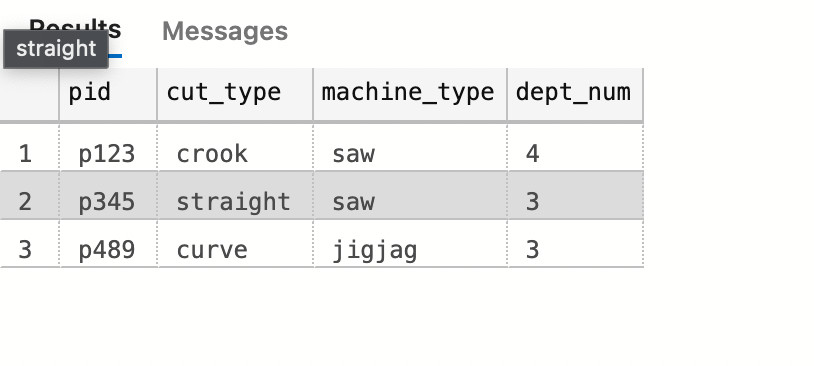 Results Messages
straight
pid cut_type machine_type dept_num
1 p123 crook saw 4
2 p345 straight saw 3
3 p489 curve jigjag 3